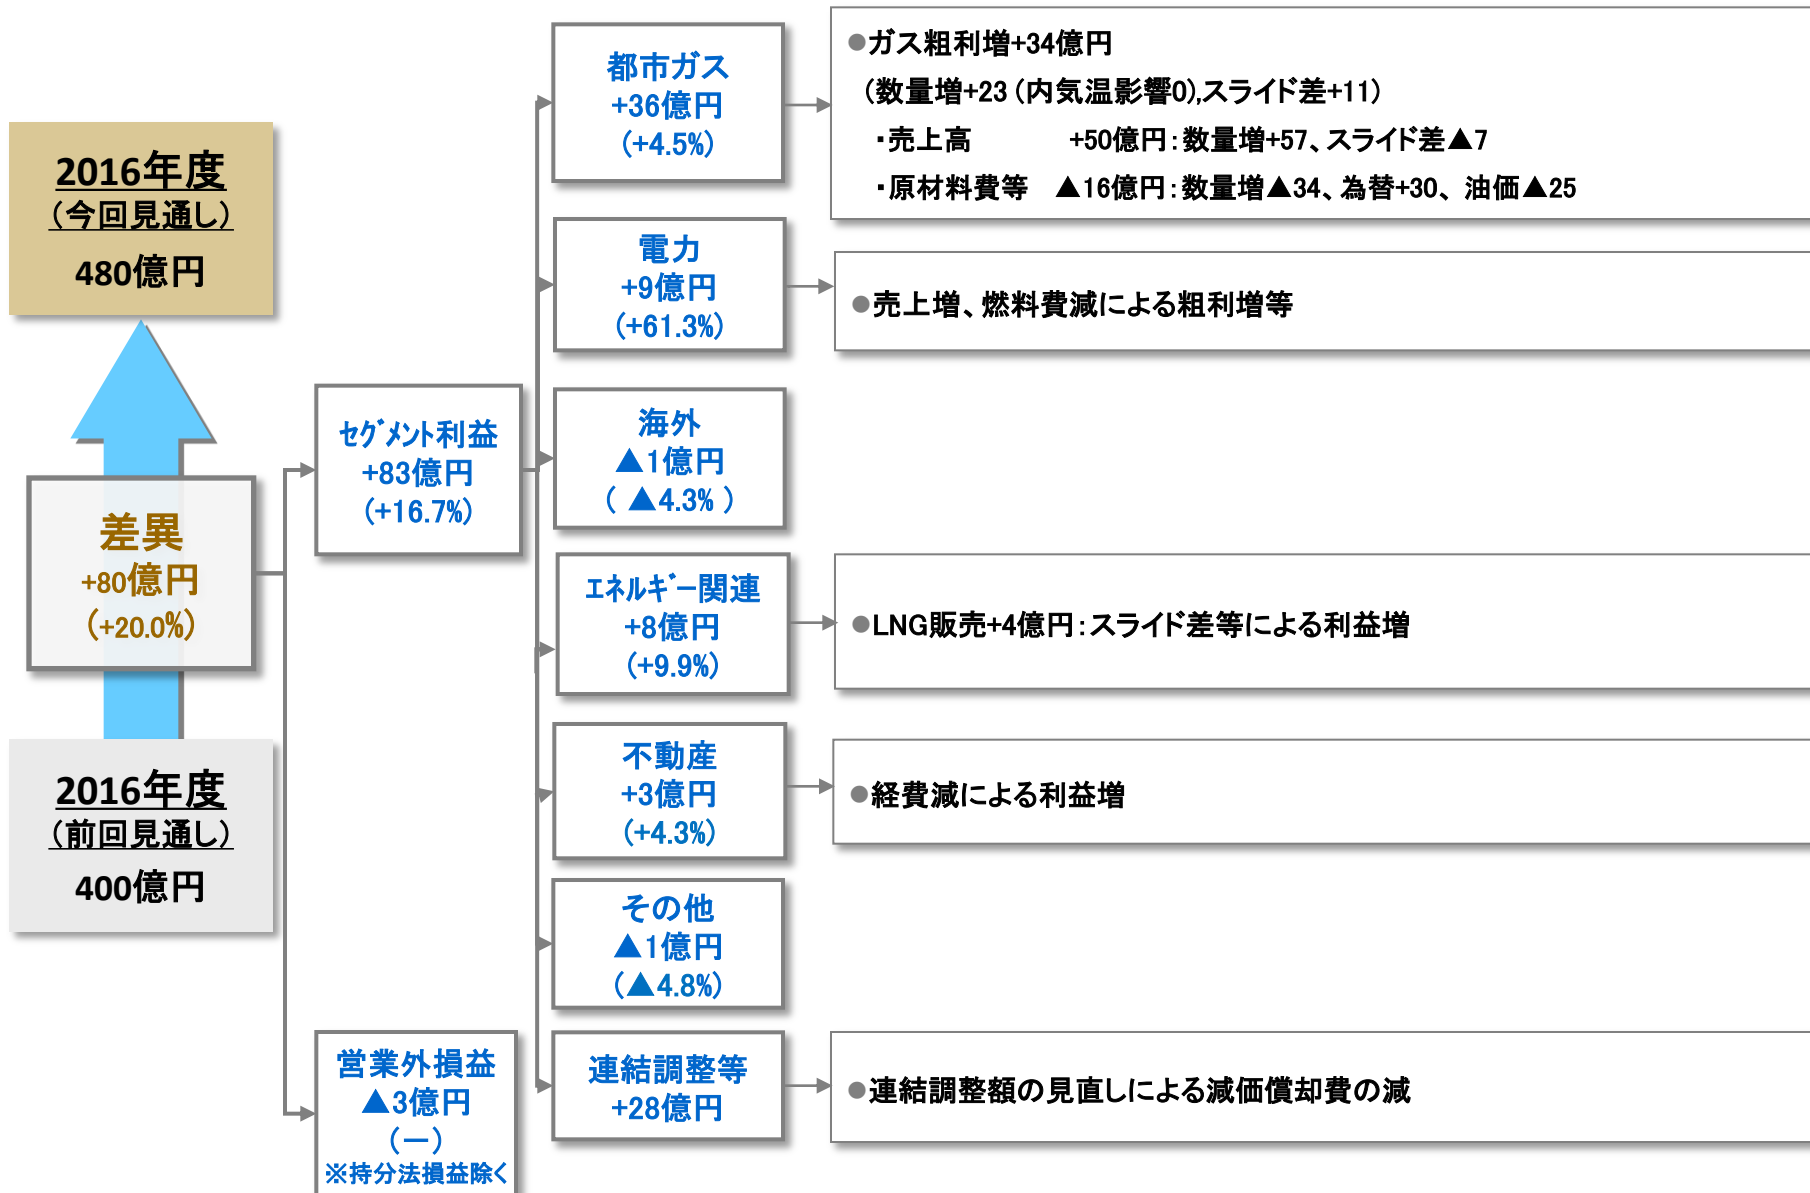 2016年度
（今回見通し）
480億円
差異
+80億円
（+20.0%）
2016年度
（前回見通し）
400億円
ｾｸﾞﾒﾝﾄ利益
+83億円
（+16.7%）
営業外損益
▲3億円
（－）
※持分法損益除く
都市ガス
+36億円
（+4.5%）
●ガス粗利増+34億円
（数量増+23（内気温影響0）,スライド差+11）
・売上高　+50億円：数量増+57、スライド差▲7
・原材料費等　▲16億円：数量増▲34、為替+30、油価▲25
電力
+9億円
（+61.3%）
●売上増、燃料費減による粗利増等
海外
▲1億円
（ ▲4.3% ）
ｴﾈﾙｷﾞｰ関連
+8億円
（+9.9%）
●LNG販売+4億円：スライド差等による利益増
不動産
+3億円
（+4.3%）
●経費減による利益増
その他
▲1億円
（▲4.8%）
連結調整等
+28億円
●連結調整額の見直しによる減価償却費の減